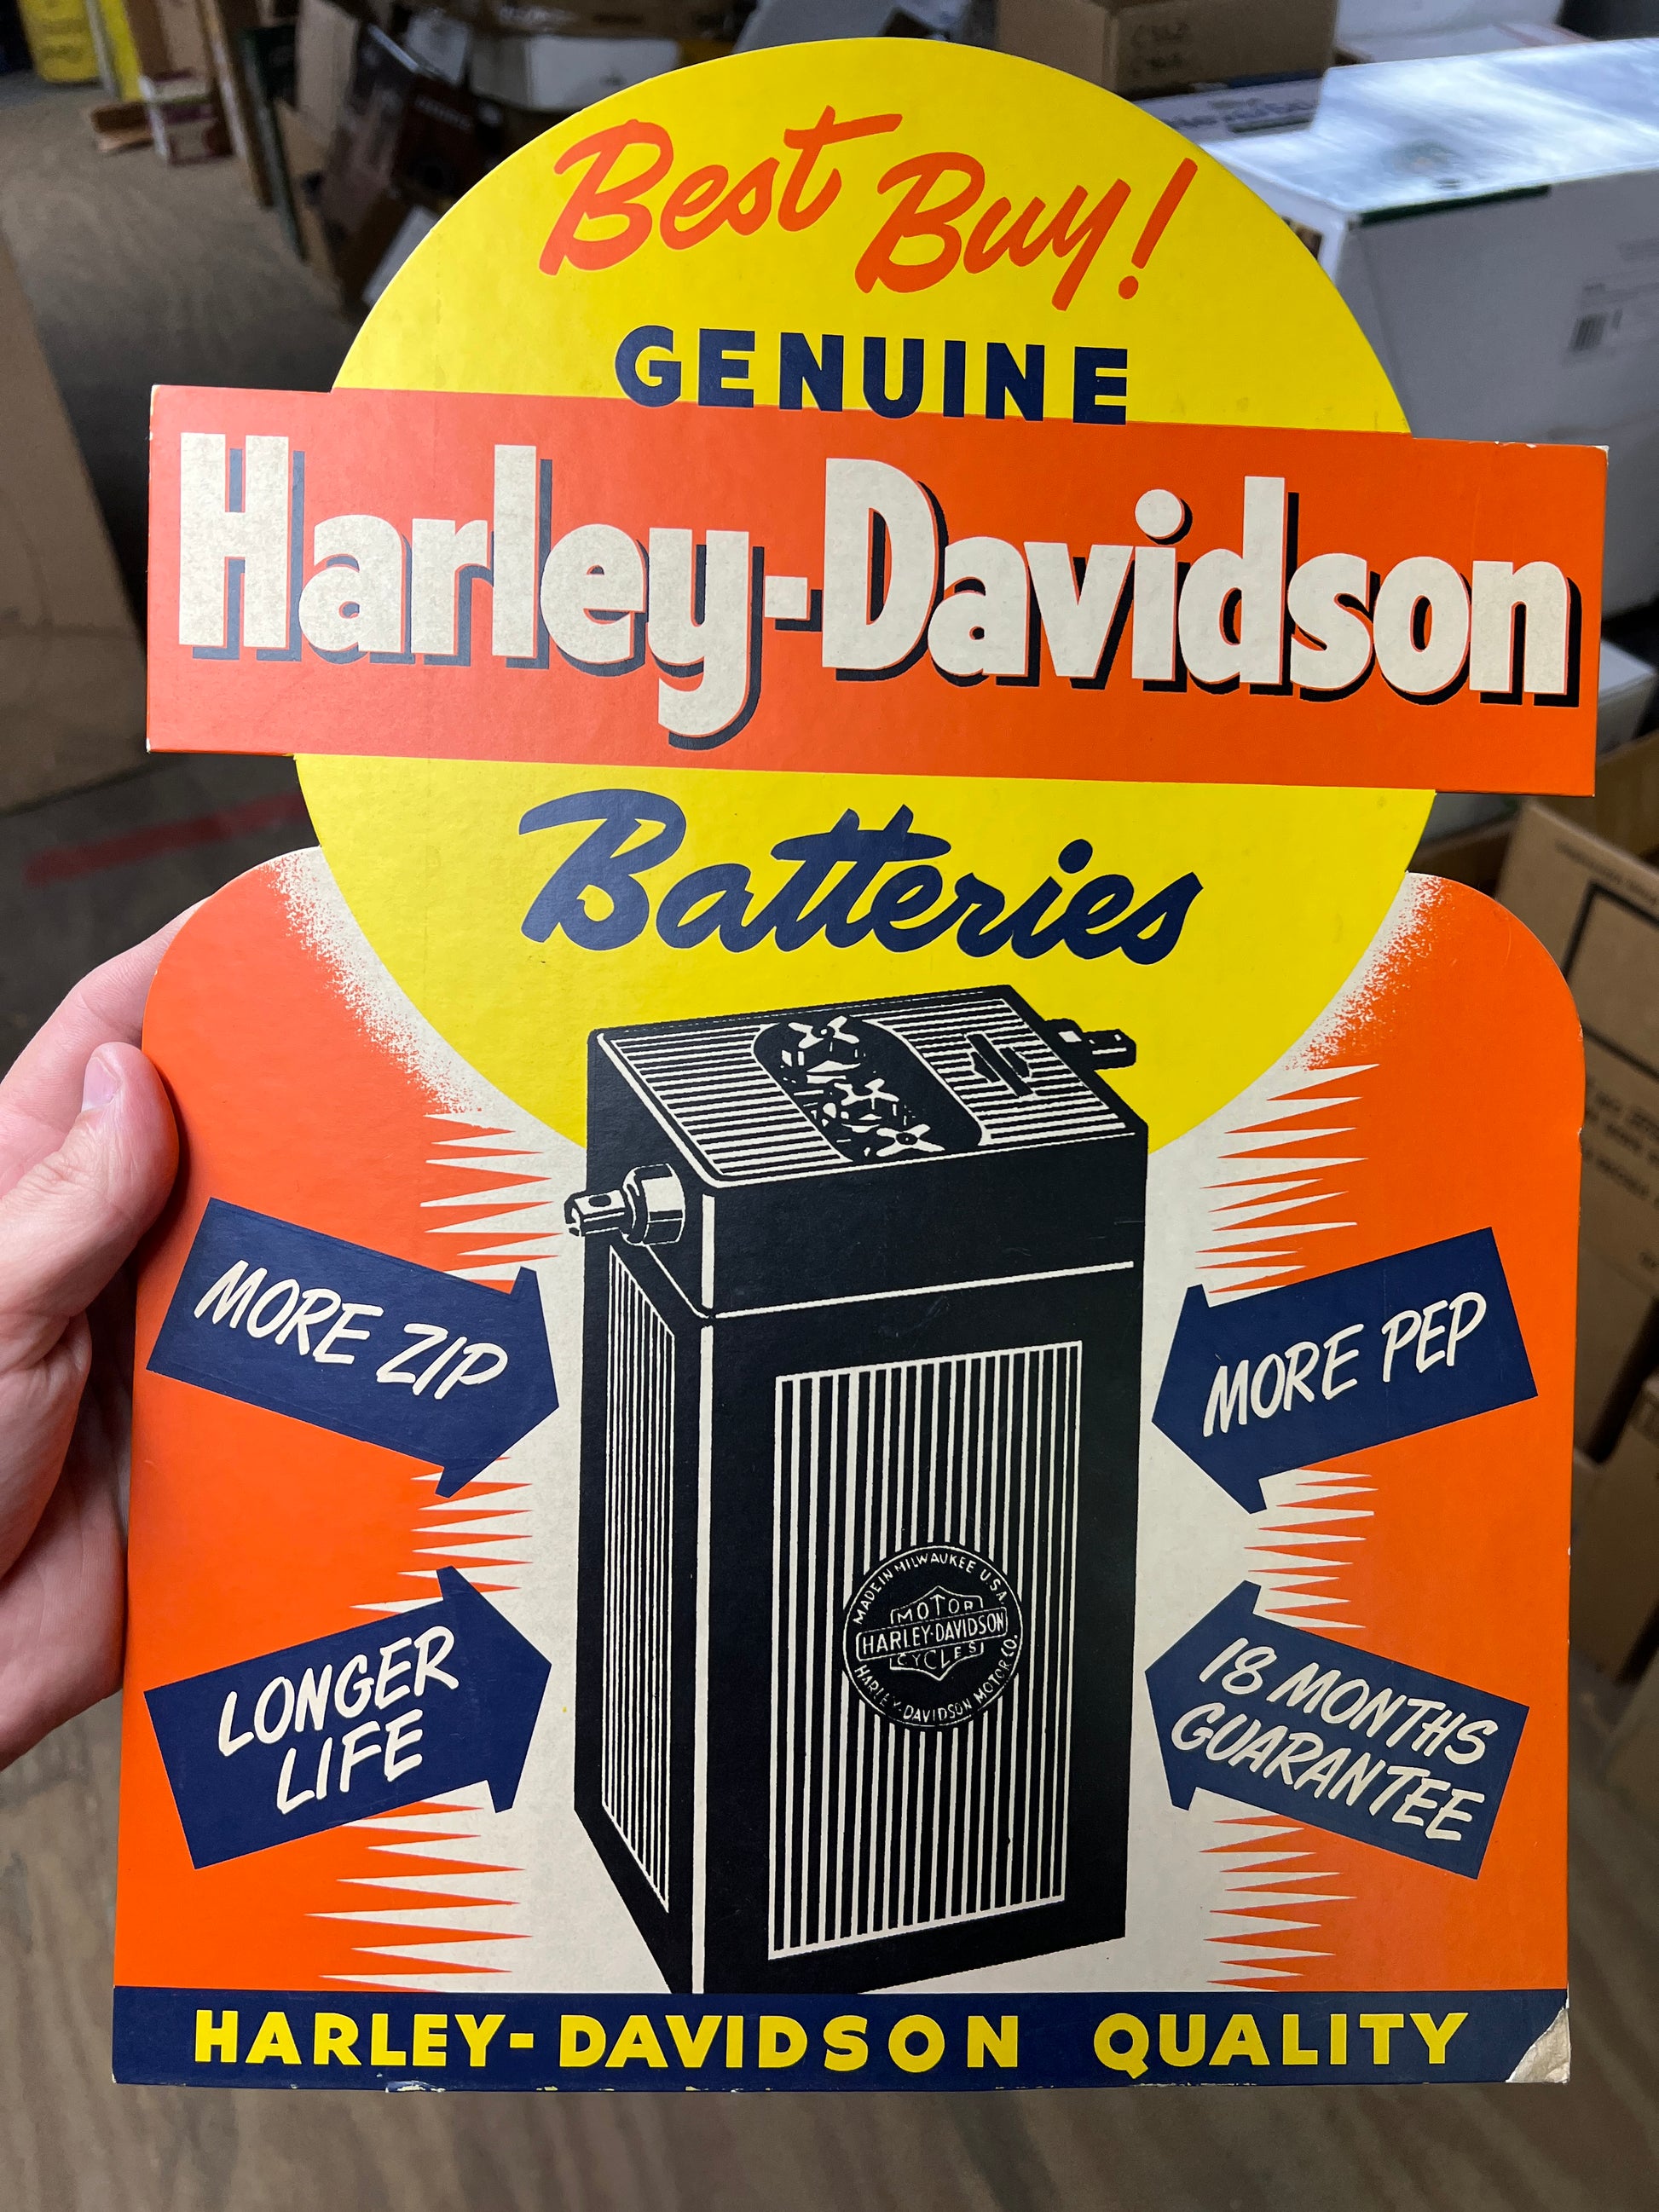 Best Buy!
GENUINE
Harley-Davidson
Batteries
MORE ZIP
MORE PEP
LONGER
LIFE
18 MONTHS
GUARANTEE
MADE IN MILWAUKEE U.S.A.
MOTOR
HARLEY-DAVIDSON
CYCLES
HARLEY-DAVIDSON MOTOR CO.
HARLEY-DAVIDSON QUALITY